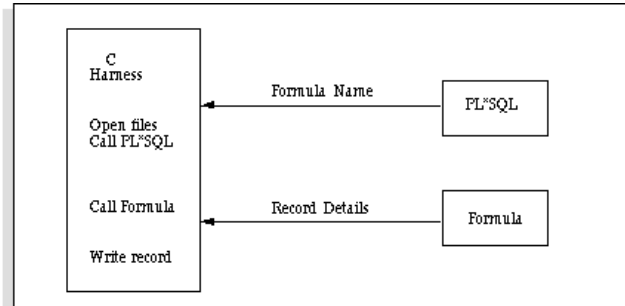 C
Harness
Formula Name
PL*SQL
Open files
Call PL*SQL
Call Formula
Record Details
Formula
Write record